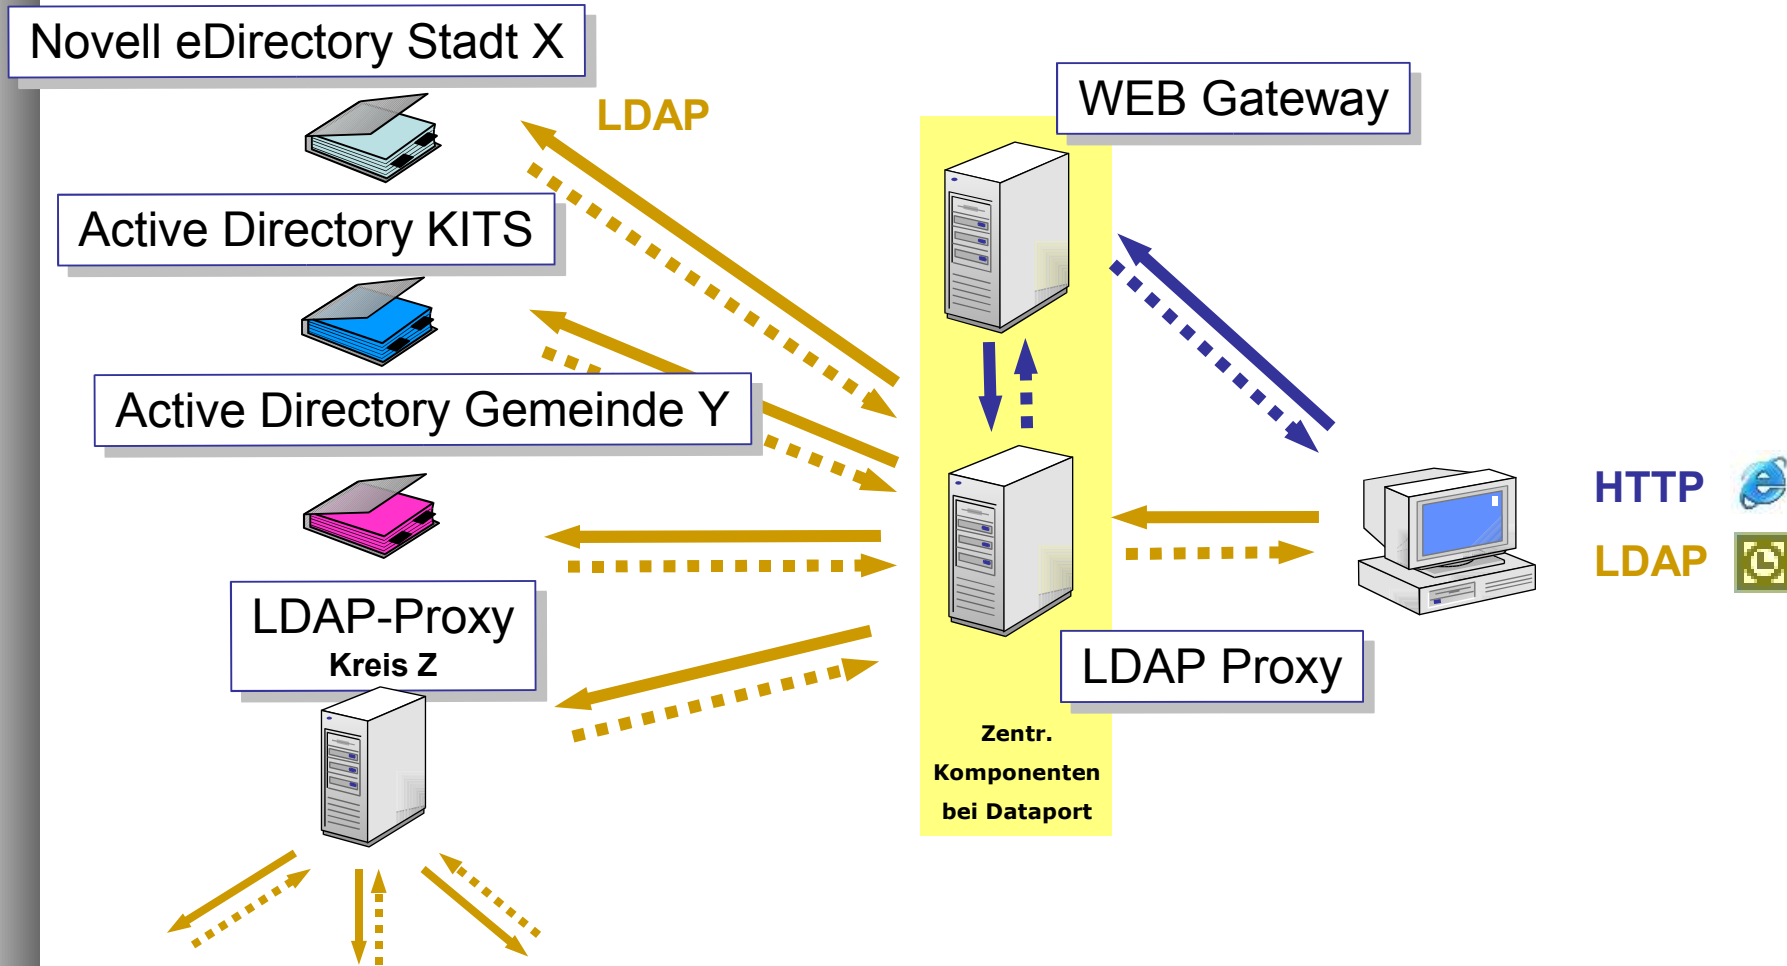 Novell eDirectory Stadt X
LDAP
WEB Gateway
Active Directory KITS
Active Directory Gemeinde Y
HTTP
LDAP
LDAP-Proxy
Kreis Z
LDAP Proxy
Zentr.
Komponenten
bei Dataport